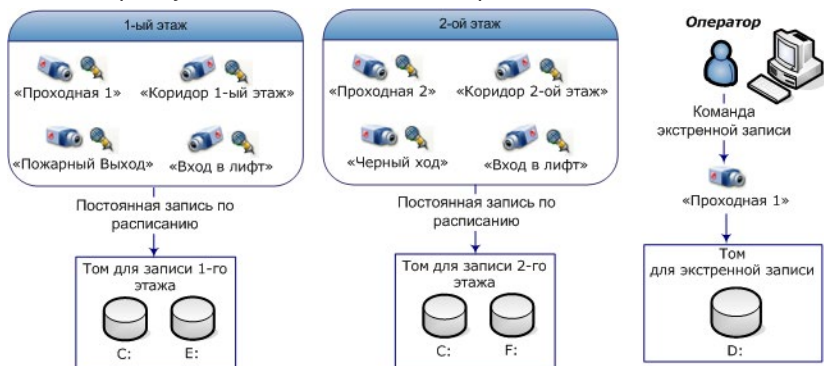 1-ый этаж
«Проходная 1»
«Коридор 1-ый этаж»
«Пожарный Выход»
«Вход в лифт»
Постоянная запись по
расписанию
Том для записи 1-го
этажа
C:
E:
2-ой этаж
«Проходная 2»
«Коридор 2-ой этаж»
«Черный ход»
«Вход в лифт»
Постоянная запись по
расписанию
Том для записи 2-го
этажа
C:
F:
Оператор
Команда
экстренной записи
«Проходная 1»
Том
для экстренной записи
D: